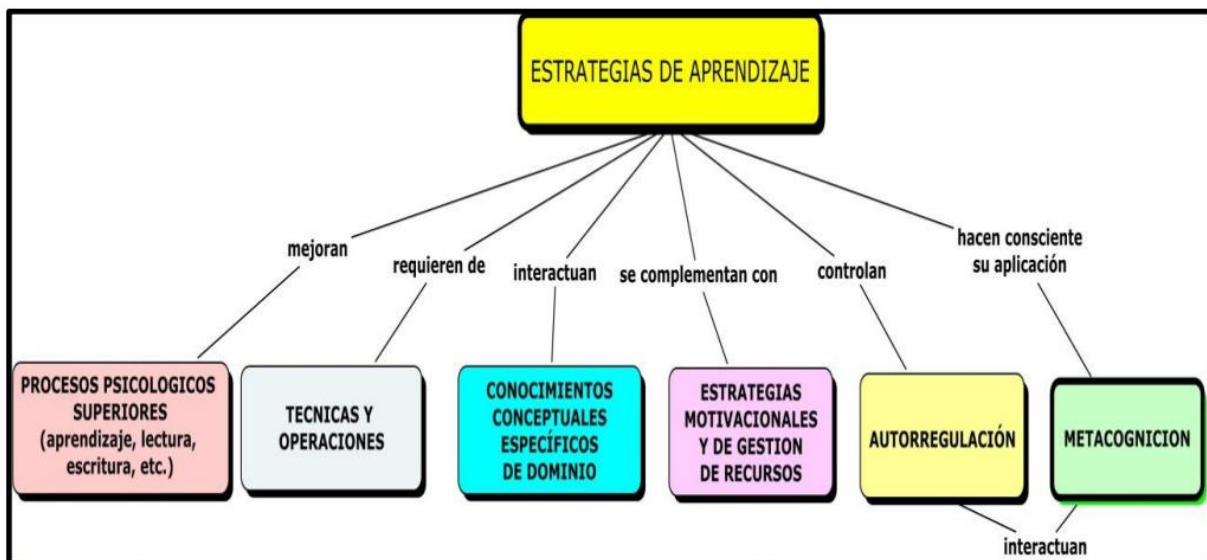 ESTRATEGIAS DE APRENDIZAJE
mejoran
requieren de
interactuan
se complementan con
controlan
hacen consciente
su aplicación
PROCESOS PSICOLOGICOS
SUPERIORES
(aprendizaje, lectura,
escritura, etc.)
TECNICAS Y
OPERACIONES
CONOCIMIENTOS
CONCEPTUALES
ESPECÍFICOS
DE DOMINIO
ESTRATEGIAS
MOTIVACIONALES
Y DE GESTION
DE RECURSOS
AUTORREGULACIÓN
METACOGNICION
interactuan